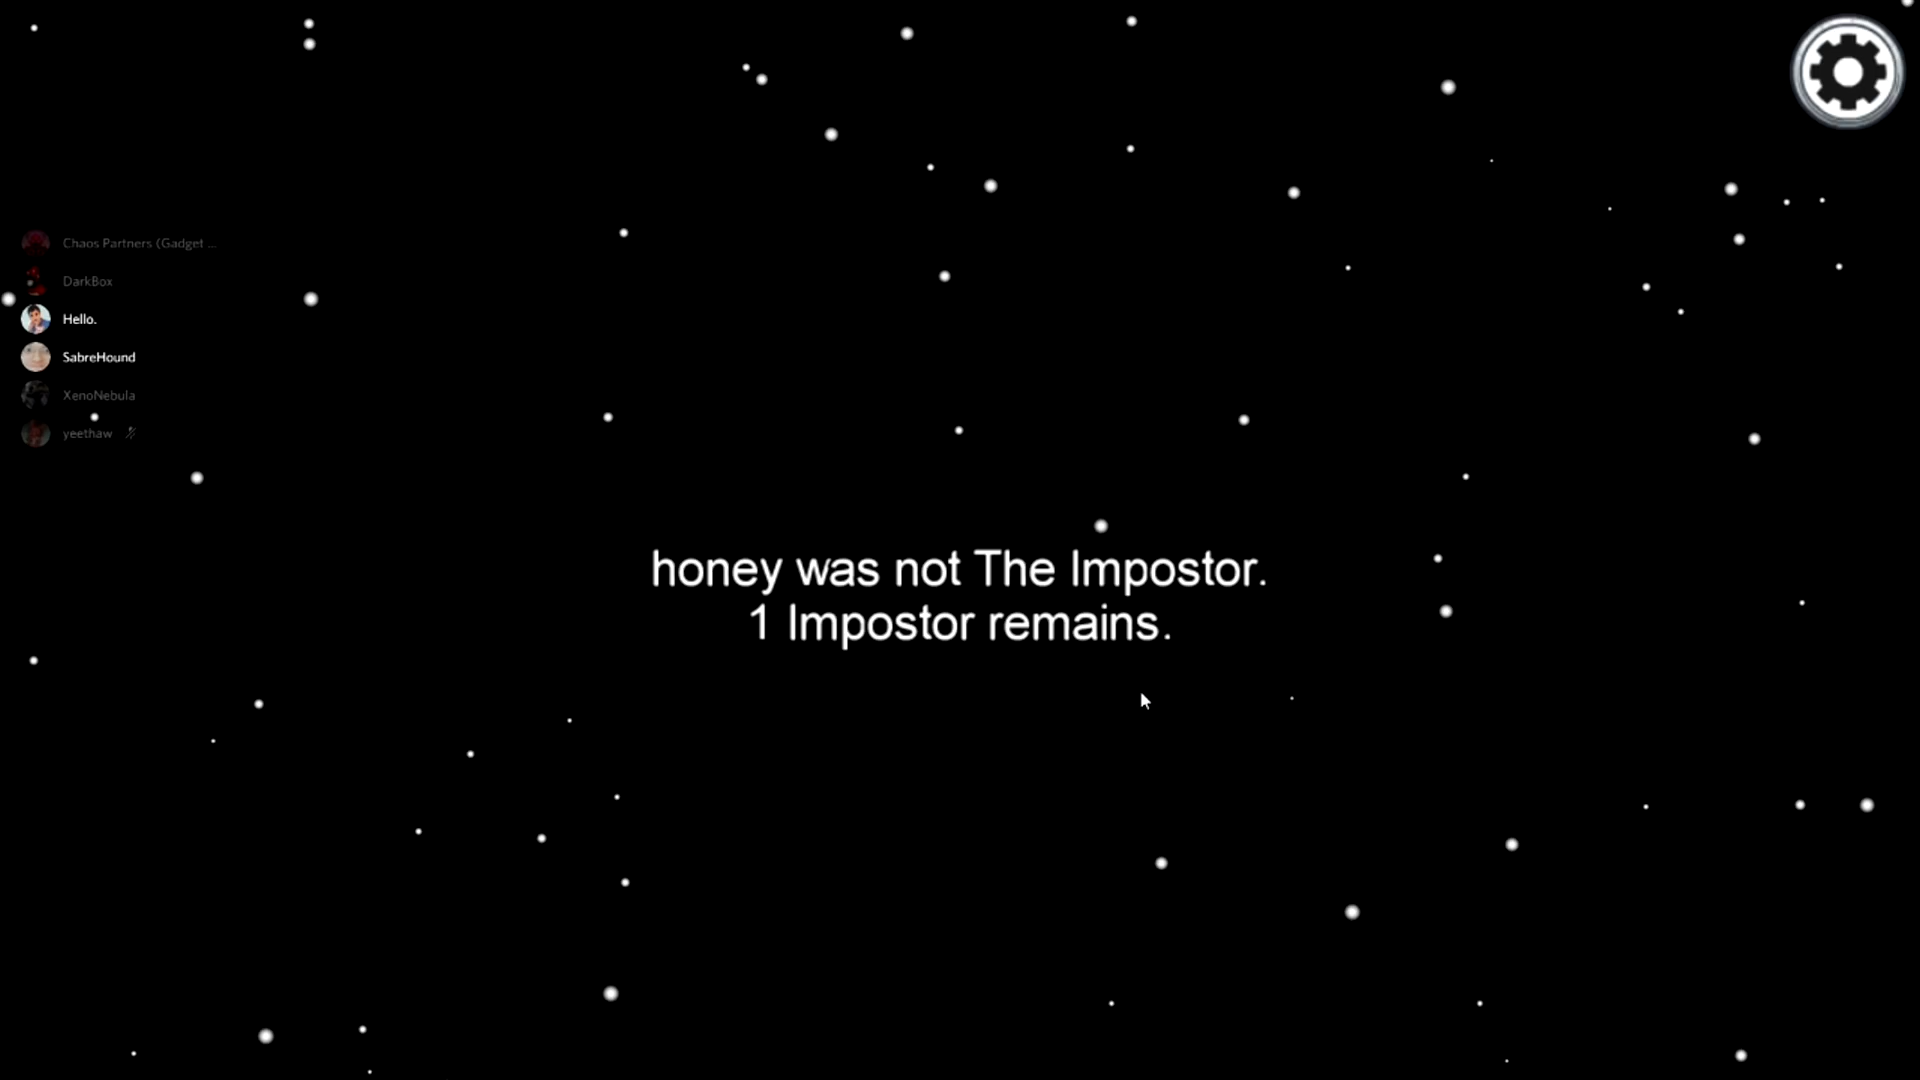 Chaos Partners (Gadget ...
DarkBox
Hello.
SabreHound
XenoNebula
yeethaw
honey was not The Impostor.
1 Impostor remains.